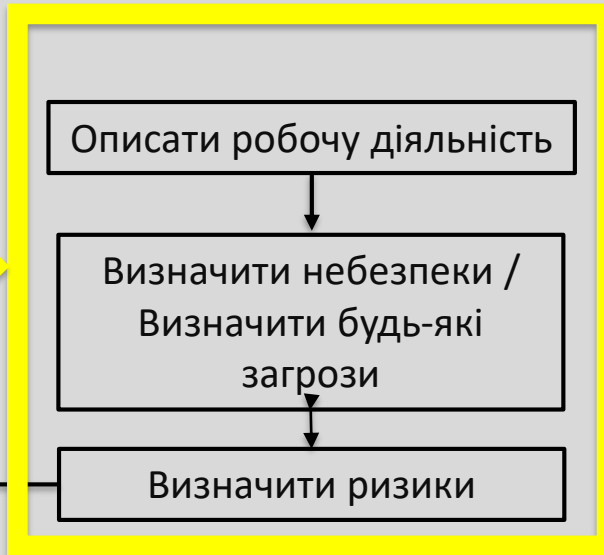 Описати робочу діяльність
Визначити небезпеки /
Визначити будь-які
загрози
Визначити ризики